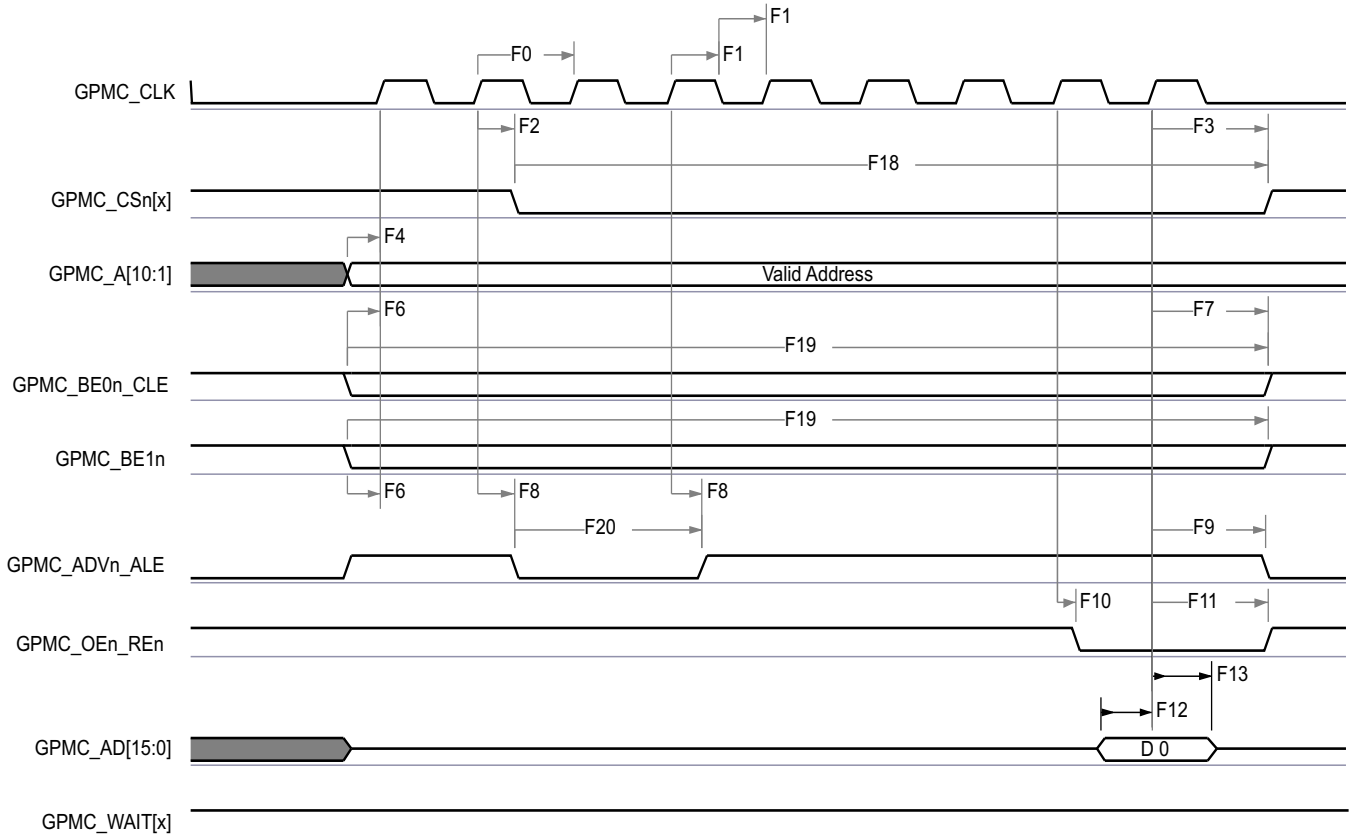 F1
F0
F1
GPMC_CLK
F2
F3
F18
GPMC_CSn[x]
F4
GPMC_A[10:1]
Valid Address
F6
F7
F19
GPMC_BE0n_CLE
F19
GPMC_BE1n
F6
F8
F8
F20
F9
GPMC_ADVn_ALE
F10
F11
GPMC_OEn_REn
F13
F12
GPMC_AD[15:0]
D 0
GPMC_WAIT[x]